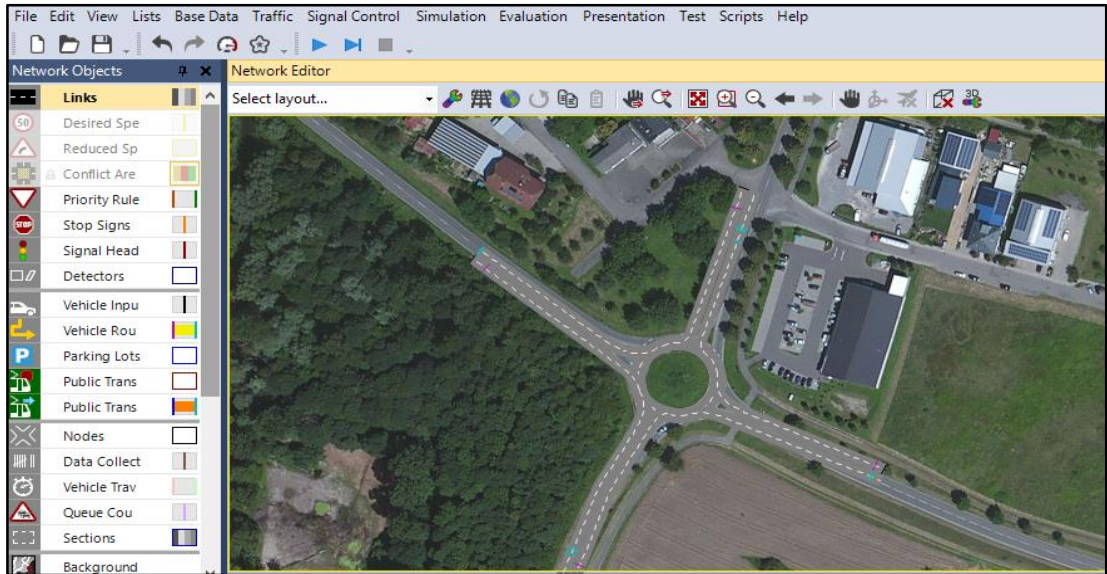 File Edit View Lists Base Data Traffic Signal Control Simulation Evaluation Presentation Test Scripts Help
Network Objects
Network Editor
Select layout...
3D
Links
50
Desired Spe
Reduced Sp
Conflict Are
Priority Rule
STOP
Stop Signs
Signal Head
Detectors
Vehicle Inpu
Vehicle Rou
P
Parking Lots
Public Trans
Public Trans
Nodes
Data Collect
Vehicle Trav
Queue Cou
Sections
Background